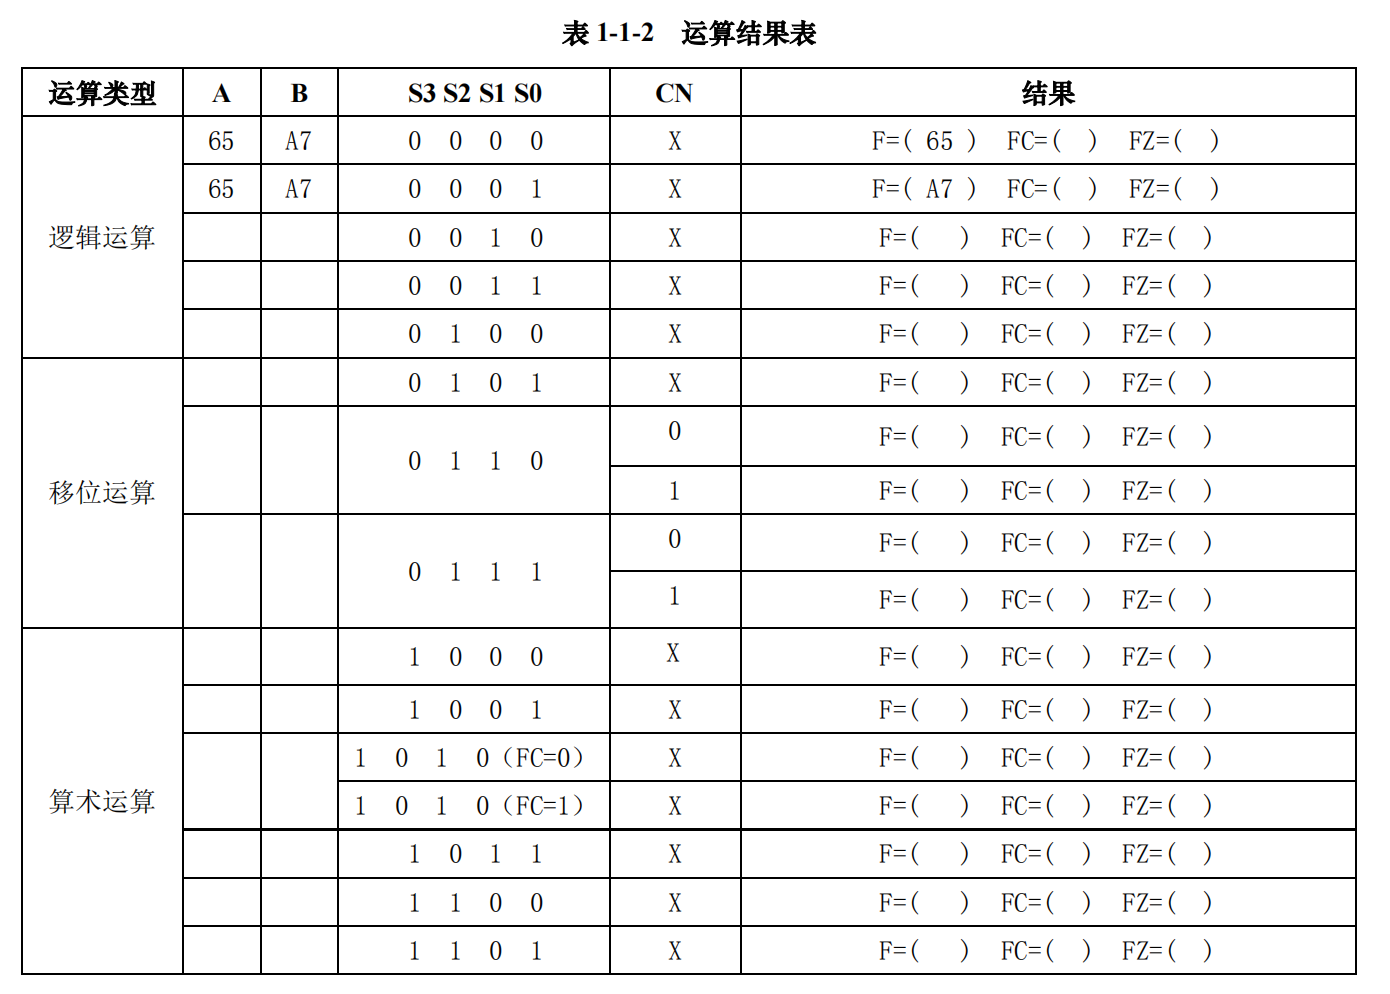 表 1-1-2 运算结果表
运算类型 A B S3 S2 S1 S0 CN 结果
逻辑运算
65 A7 0 0 0 0 X F=( 65 ) FC=( ) FZ=( )
65 A7 0 0 0 1 X F=( A7 ) FC=( ) FZ=( )
0 0 1 0 X F=( ) FC=( ) FZ=( )
0 0 1 1 X F=( ) FC=( ) FZ=( )
0 1 0 0 X F=( ) FC=( ) FZ=( )
移位运算
0 1 0 1 X F=( ) FC=( ) FZ=( )
0 1 1 0
0 F=( ) FC=( ) FZ=( )
1 F=( ) FC=( ) FZ=( )
0 1 1 1
0 F=( ) FC=( ) FZ=( )
1 F=( ) FC=( ) FZ=( )
算术运算
1 0 0 0 X F=( ) FC=( ) FZ=( )
1 0 0 1 X F=( ) FC=( ) FZ=( )
1 0 1 0（FC=0） X F=( ) FC=( ) FZ=( )
1 0 1 0（FC=1） X F=( ) FC=( ) FZ=( )
1 0 1 1 X F=( ) FC=( ) FZ=( )
1 1 0 0 X F=( ) FC=( ) FZ=( )
1 1 0 1 X F=( ) FC=( ) FZ=( )